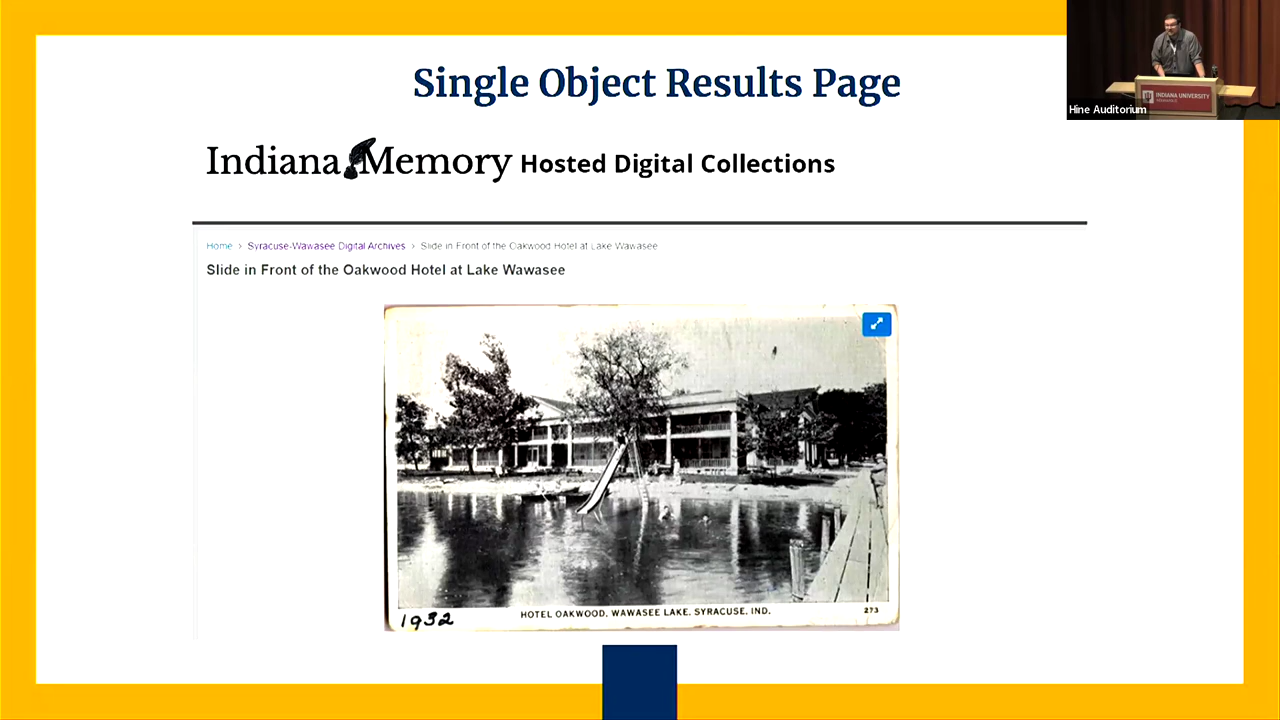 Single Object Results Page
Indiana Memory Hosted Digital Collections
Home > Syracuse-Wawasee Digital Archives > Slide in Front of the Oakwood Hotel at Lake Wawasee
Slide in Front of the Oakwood Hotel at Lake Wawasee
HOTEL OAKWOOD, WAWASEE LAKE, SYRACUSE, IND.
273
1932
INDIANA UNIVERSITY
Hine Auditorium